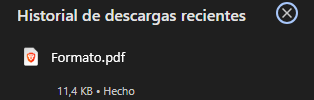 Historial de descargas recientes
Formato.pdf
11,4 KB • Hecho